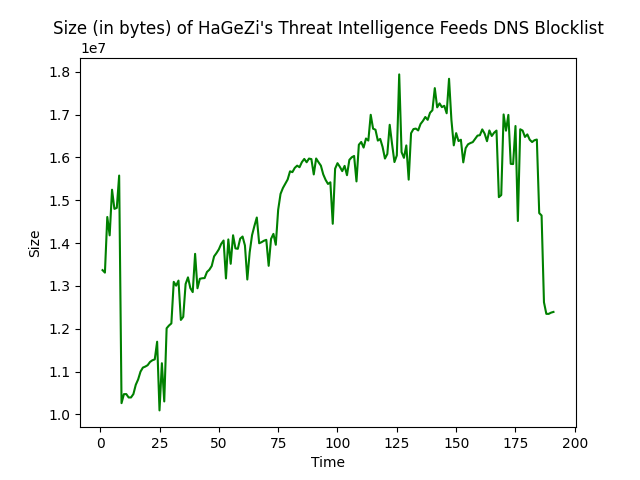 Size (in bytes) of HaGeZi's Threat Intelligence Feeds DNS Blocklist
1e7
1.8
1.7
1.6
1.5
1.4
1.3
1.2
1.1
1.0
Size
0 25 50 75 100 125 150 175 200
Time